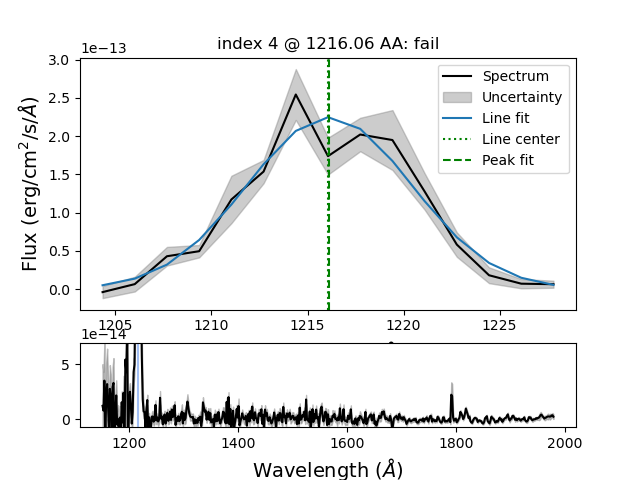 index 4 @ 1216.06 AA: fail
1e−13
3.0
2.5
2.0
1.5
1.0
0.5
0.0
Flux (erg/cm²/s/Å)
Spectrum
Uncertainty
Line fit
Line center
Peak fit
1205 1210 1215 1220 1225
1e−14
5
0
1200 1400 1600 1800 2000
Wavelength (Å)